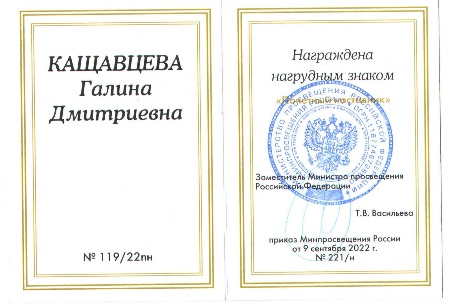 КАЩАВЦЕВА
Галина
Дмитриевна
№ 119/22пн
Награждена
нагрудным знаком
«Почетный наставник»
Заместитель Министра просвещения
Российской Федерации
Т.В. Васильева
приказ Минпросвещения России
от 9 сентября 2022 г.
№ 221/н